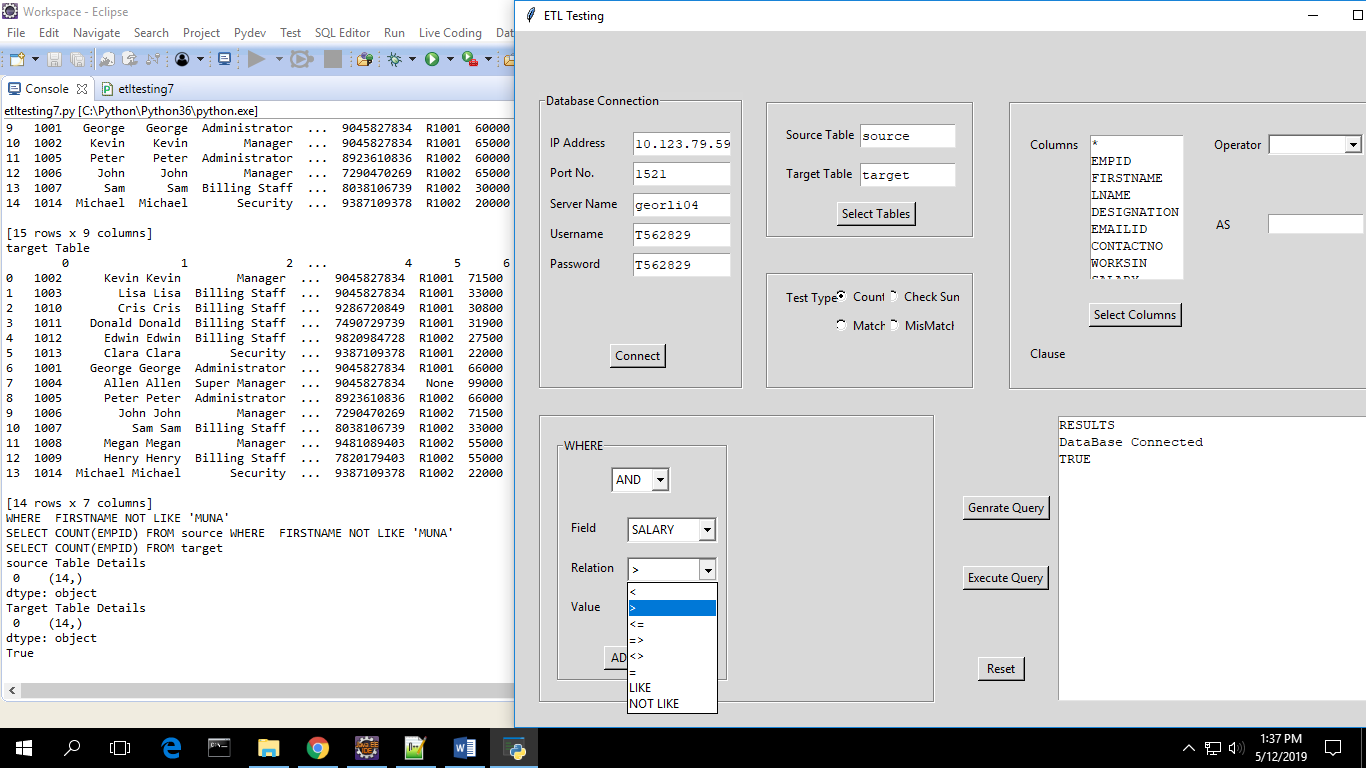 Workspace - Eclipse
File Edit Navigate Search Project Pydev Test SQL Editor Run Live Coding Dat
Console etltesting7
etltesting7.py [C:\Python\Python36\python.exe]
9 1001 George George Administrator ... 9045827834 R1001 60000
10 1002 Kevin Kevin Manager ... 9045827834 R1001 65000
11 1005 Peter Peter Administrator ... 8923610836 R1002 60000
12 1006 John John Manager ... 7290470269 R1002 65000
13 1007 Sam Sam Billing Staff ... 8038106739 R1002 30000
14 1014 Michael Michael Security ... 9387109378 R1002 20000
[15 rows x 9 columns]
target Table
0 1 2 ... 4 5 6
0 1002 Kevin Kevin Manager ... 9045827834 R1001 71500
1 1003 Lisa Lisa Billing Staff ... 9045827834 R1001 33000
2 1010 Cris Cris Billing Staff ... 9286720849 R1001 30800
3 1011 Donald Donald Billing Staff ... 7490729739 R1001 31900
4 1012 Edwin Edwin Billing Staff ... 9820984728 R1002 27500
5 1013 Clara Clara Security ... 9387109378 R1001 22000
6 1001 George George Administrator ... 9045827834 R1001 66000
7 1004 Allen Allen Super Manager ... 9045827834 None 99000
8 1005 Peter Peter Administrator ... 8923610836 R1002 66000
9 1006 John John Manager ... 7290470269 R1002 71500
10 1007 Sam Sam Billing Staff ... 8038106739 R1002 33000
11 1008 Megan Megan Manager ... 9481089403 R1002 55000
12 1009 Henry Henry Billing Staff ... 7820179403 R1002 55000
13 1014 Michael Michael Security ... 9387109378 R1002 22000
[14 rows x 7 columns]
WHERE  FIRSTNAME NOT LIKE 'MUNA'
SELECT COUNT(EMPID) FROM source WHERE  FIRSTNAME NOT LIKE 'MUNA'
SELECT COUNT(EMPID) FROM target
source Table Details
0 (14,)
dtype: object
Target Table Details
0 (14,)
dtype: object
True
ETL Testing
Database Connection
IP Address 10.123.79.59
Port No. 1521
Server Name georli04
Username T562829
Password T562829
Connect
Source Table source
Target Table target
Select Tables
Test Type Count Check Sum
Match MisMatch
Columns
*
EMPID
FIRSTNAME
LNAME
DESIGNATION
EMAILID
CONTACTNO
WORKSIN
SALARY
Operator
AS
Select Columns
Clause
WHERE
AND
Field SALARY
Relation >
<
>
<=
=>
<>
=
LIKE
NOT LIKE
Value
AD
Genrate Query
Execute Query
Reset
RESULTS
DataBase Connected
TRUE
1:37 PM
5/12/2019